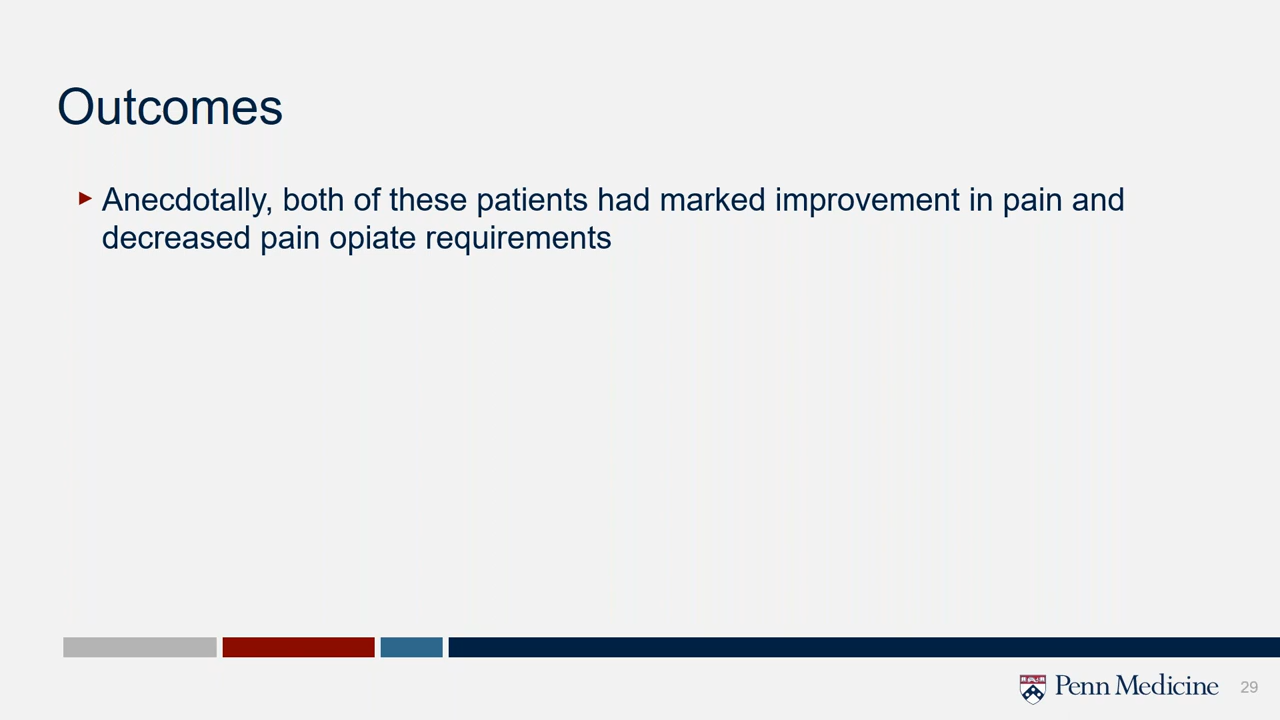 Outcomes
Anecdotally, both of these patients had marked improvement in pain and
decreased pain opiate requirements
Penn Medicine
29